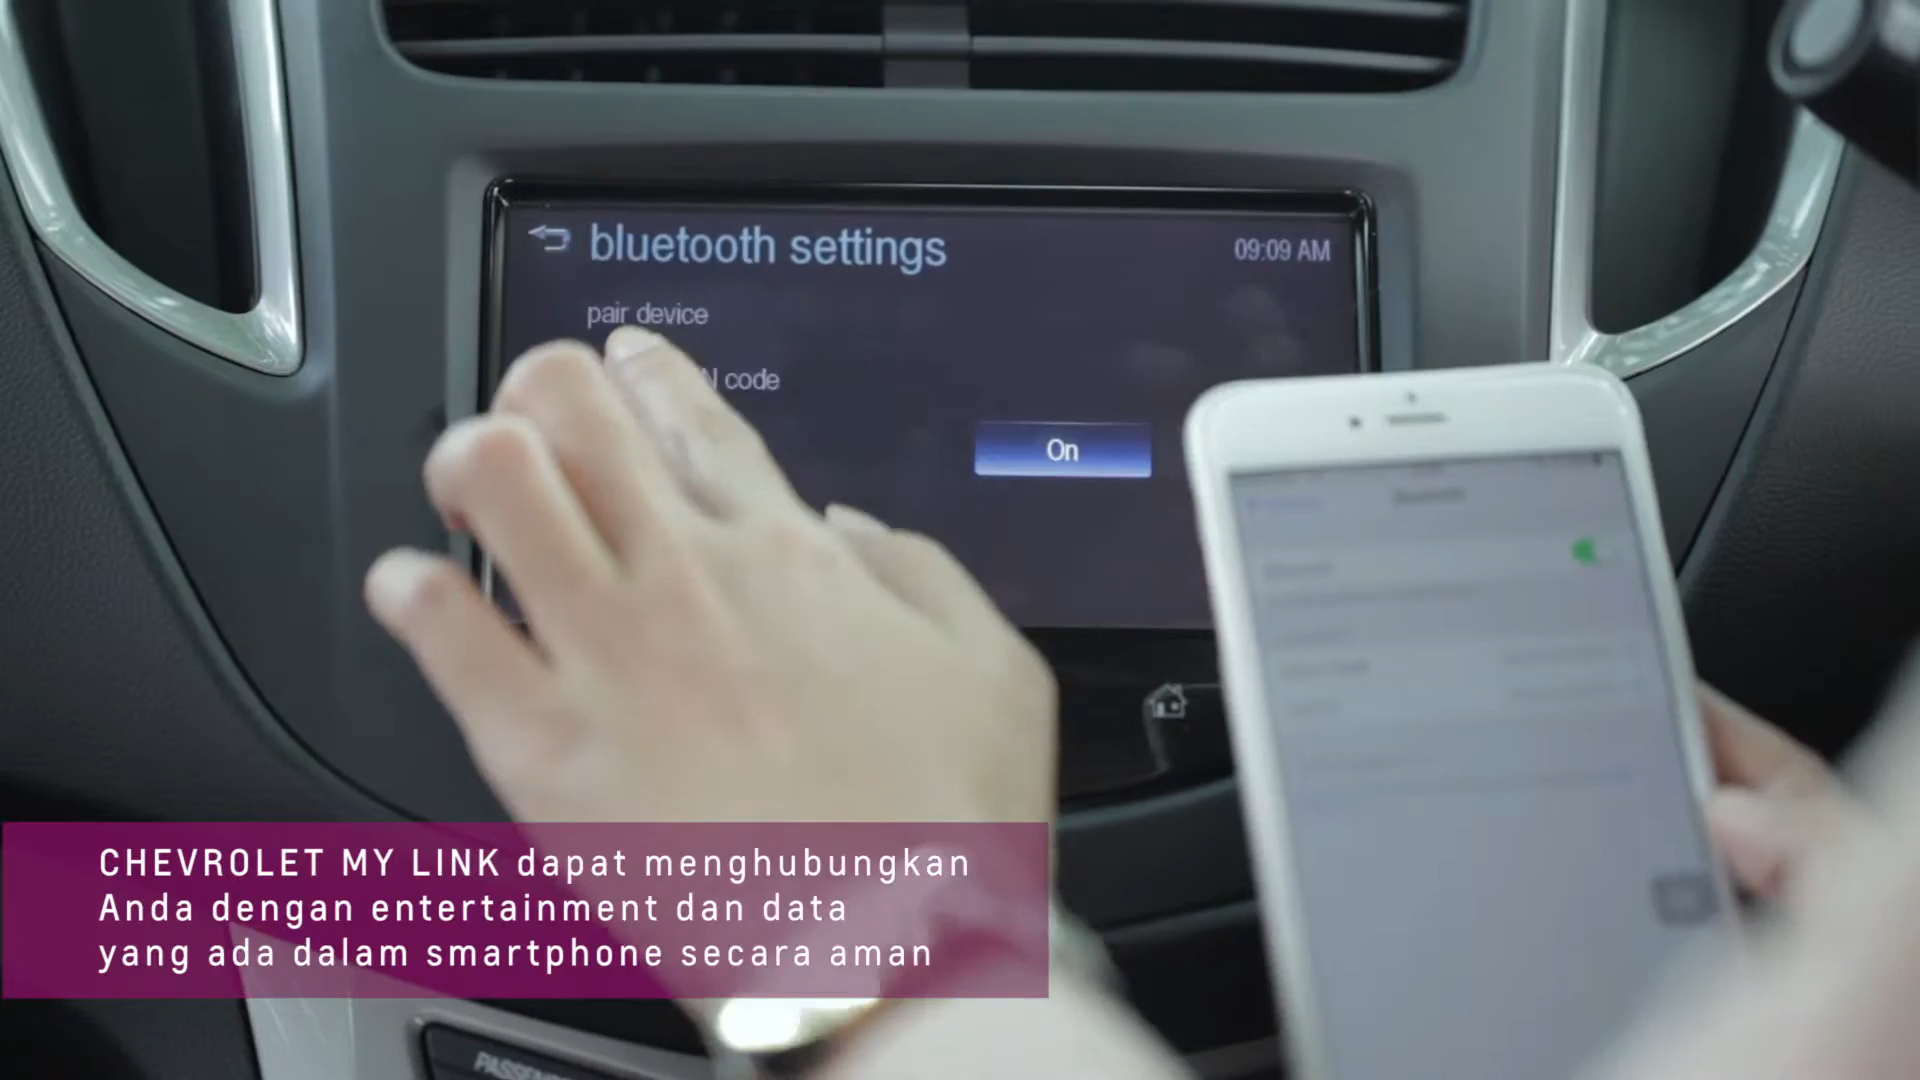 bluetooth settings
09:09 AM
pair device
code
On
CHEVROLET MY LINK dapat menghubungkan
Anda dengan entertainment dan data
yang ada dalam smartphone secara aman